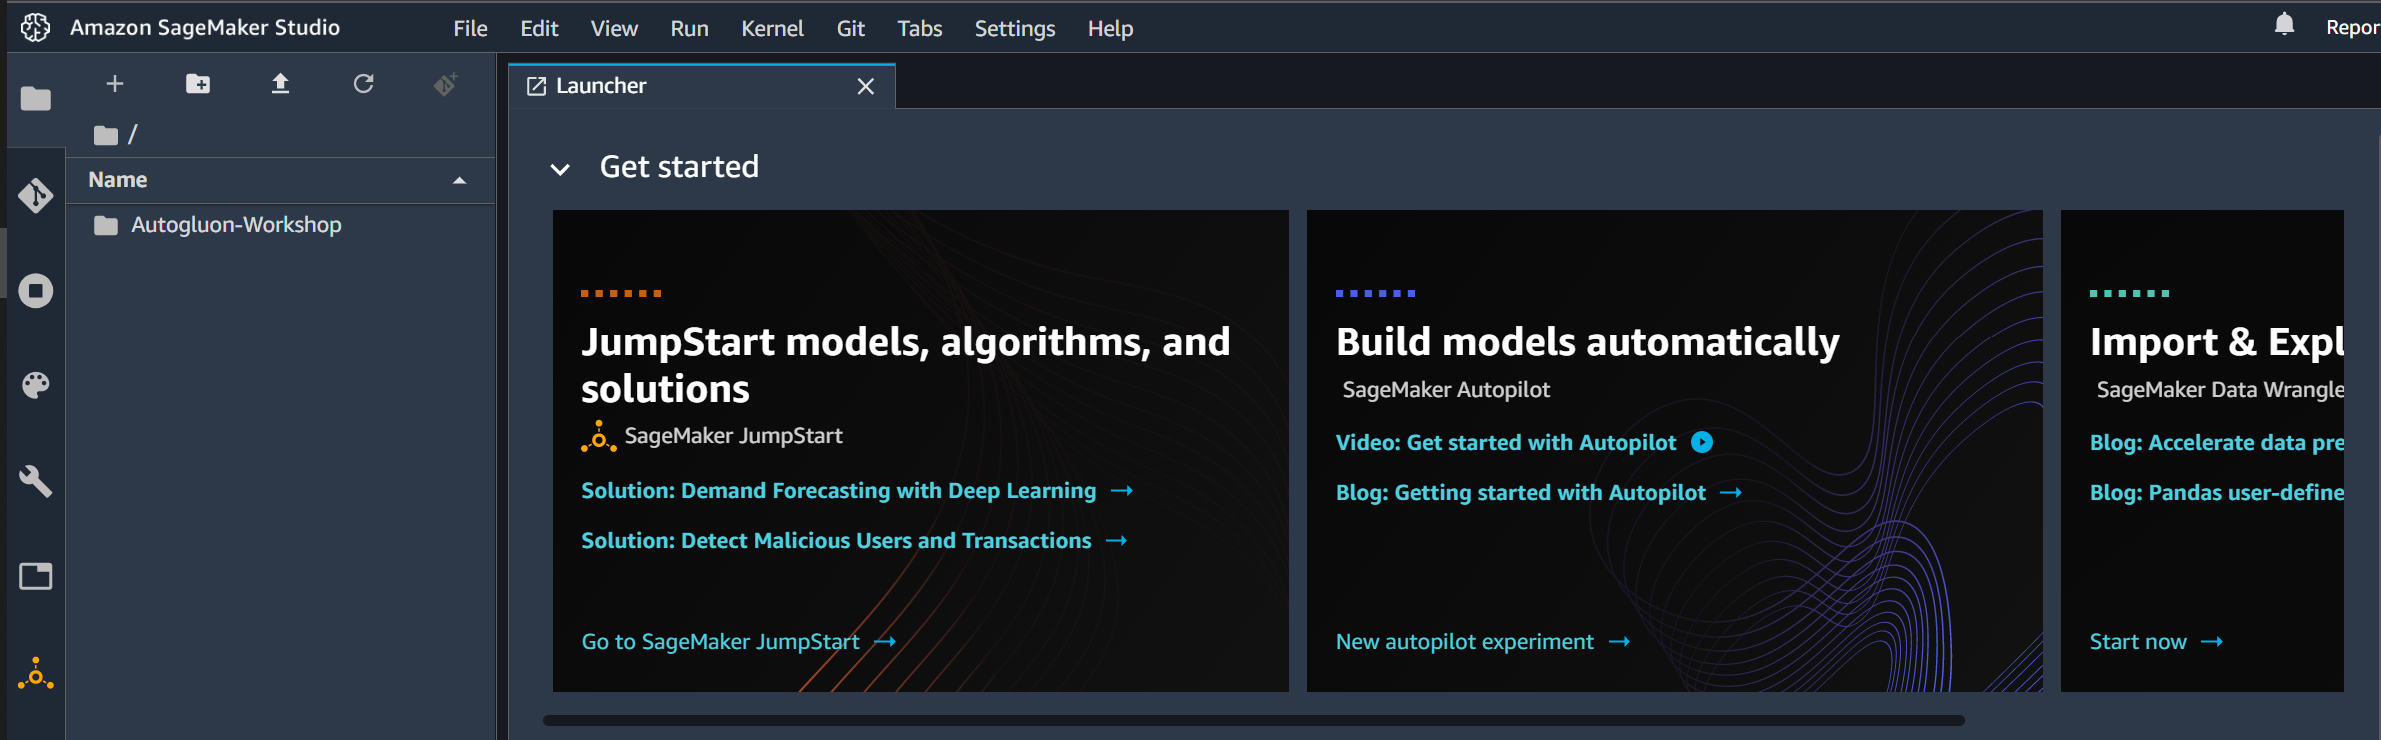 Amazon SageMaker Studio
File Edit View Run Kernel Git Tabs Settings Help
Repor
Launcher
/
Name
Autogluon-Workshop
Get started
JumpStart models, algorithms, and
solutions
SageMaker JumpStart
Solution: Demand Forecasting with Deep Learning →
Solution: Detect Malicious Users and Transactions →
Go to SageMaker JumpStart →
Build models automatically
SageMaker Autopilot
Video: Get started with Autopilot
Blog: Getting started with Autopilot →
New autopilot experiment →
Import & Expl
SageMaker Data Wrangle
Blog: Accelerate data pre
Blog: Pandas user-define
Start now →